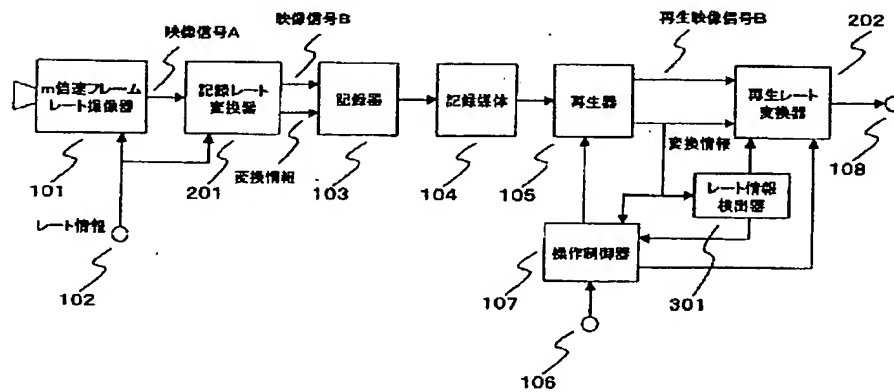 映像信号A
映像信号B
再生映像信号B
202
m倍速フレーム
レート撮像器
記録レート
変換器
記録器
記録媒体
再生器
再生レート
変換器
101
201
変換情報
103
104
105
変換情報
108
レート情報
レート情報
検出器
102
操作制御器
107
301
106